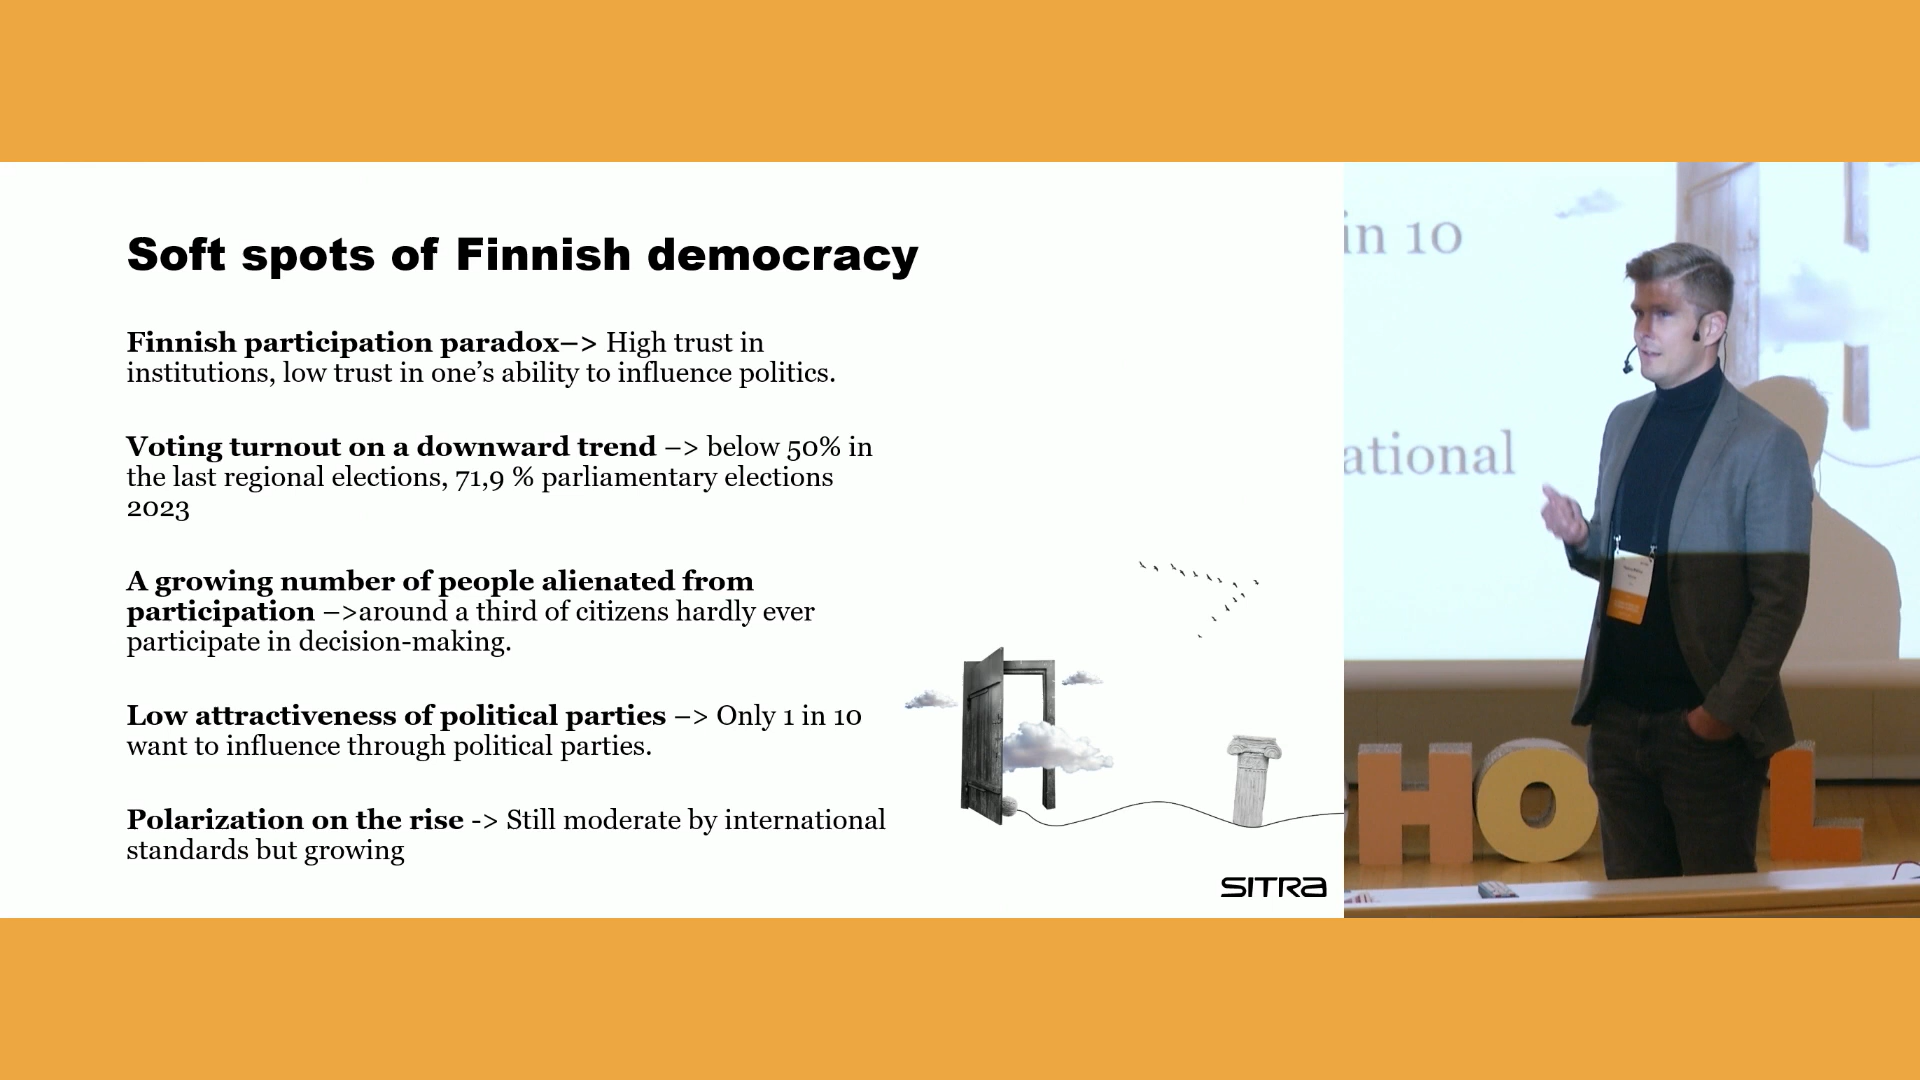 Soft spots of Finnish democracy
Finnish participation paradox–> High trust in
institutions, low trust in one’s ability to influence politics.
Voting turnout on a downward trend –> below 50% in
the last regional elections, 71,9 % parliamentary elections
2023
A growing number of people alienated from
participation –>around a third of citizens hardly ever
participate in decision-making.
Low attractiveness of political parties –> Only 1 in 10
want to influence through political parties.
Polarization on the rise -> Still moderate by international
standards but growing
SITRA
in 10
ational
HO L